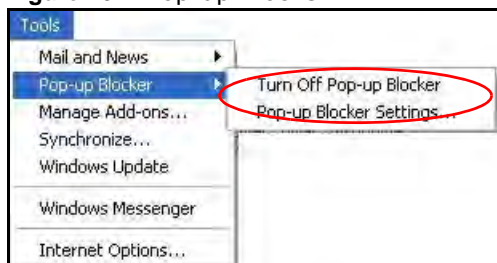 Tools
Mail and News
Pop-up Blocker
Turn Off Pop-up Blocker
Manage Add-ons...
Pop-up Blocker Settings...
Synchronize...
Windows Update
Windows Messenger
Internet Options...